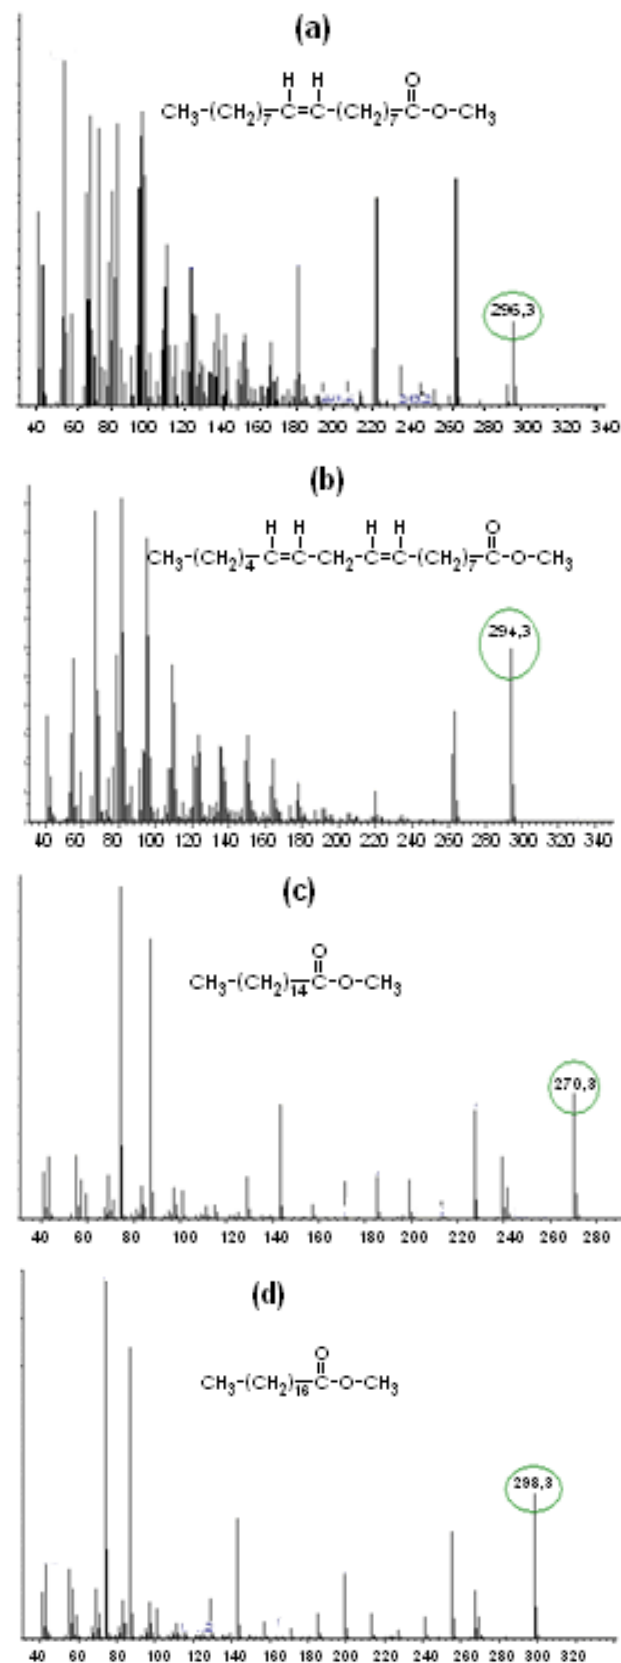 (a)
H H O
CH3-(CH2)7-C=C-(CH2)7-C-O-CH3
296,3
40 60 80 100 120 140 160 180 200 220 240 260 280 300 320 340
(b)
H H H H O
CH3-(CH2)4-C=C-CH2-C=C-(CH2)7-C-O-CH3
294,3
40 60 80 100 120 140 160 180 200 220 240 260 280 300 320 340
(c)
O
CH3-(CH2)14-C-O-CH3
270,3
40 60 80 100 120 140 160 180 200 220 240 260 280
(d)
O
CH3-(CH2)16-C-O-CH3
298,3
40 60 80 100 120 140 160 180 200 220 240 260 280 300 320